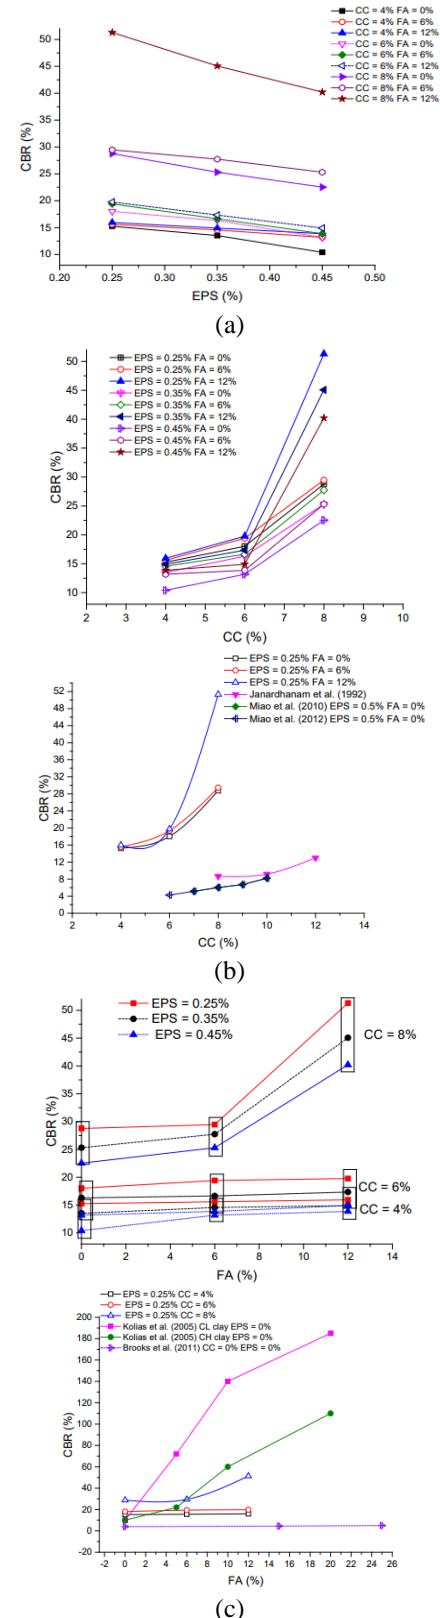 CC = 4% FA = 0%
CC = 4% FA = 6%
CC = 4% FA = 12%
CC = 6% FA = 0%
CC = 6% FA = 6%
CC = 6% FA = 12%
CC = 8% FA = 0%
CC = 8% FA = 6%
CC = 8% FA = 12%
50
45
40
35
30
25
20
15
10
CBR (%)
0.20 0.25 0.30 0.35 0.40 0.45 0.50
EPS (%)
(a)
EPS = 0.25% FA = 0%
EPS = 0.25% FA = 6%
EPS = 0.25% FA = 12%
EPS = 0.35% FA = 0%
EPS = 0.35% FA = 6%
EPS = 0.35% FA = 12%
EPS = 0.45% FA = 0%
EPS = 0.45% FA = 6%
EPS = 0.45% FA = 12%
50
45
40
35
30
25
20
15
10
CBR (%)
2 3 4 5 6 7 8 9 10
CC (%)
EPS = 0.25% FA = 0%
EPS = 0.25% FA = 6%
EPS = 0.25% FA = 12%
Janardhanam et al. (1992)
Miao et al. (2010) EPS = 0.5% FA = 0%
Miao et al. (2012) EPS = 0.5% FA = 0%
52
48
44
40
36
32
28
24
20
16
12
8
4
0
CBR (%)
2 4 6 8 10 12 14
CC (%)
(b)
EPS = 0.25%
EPS = 0.35%
EPS = 0.45%
50
45
40
35
30
25
20
15
10
CBR (%)
CC = 8%
CC = 6%
CC = 4%
0 2 4 6 8 10 12 14
FA (%)
EPS = 0.25% CC = 4%
EPS = 0.25% CC = 6%
EPS = 0.25% CC = 8%
Kolias et al. (2005) CL clay EPS = 0%
Kolias et al. (2005) CH clay EPS = 0%
Brooks et al. (2011) CC = 0% EPS = 0%
200
180
160
140
120
100
80
60
40
20
0
-20
CBR (%)
-2 0 2 4 6 8 10 12 14 16 18 20 22 24 26
FA (%)
(c)